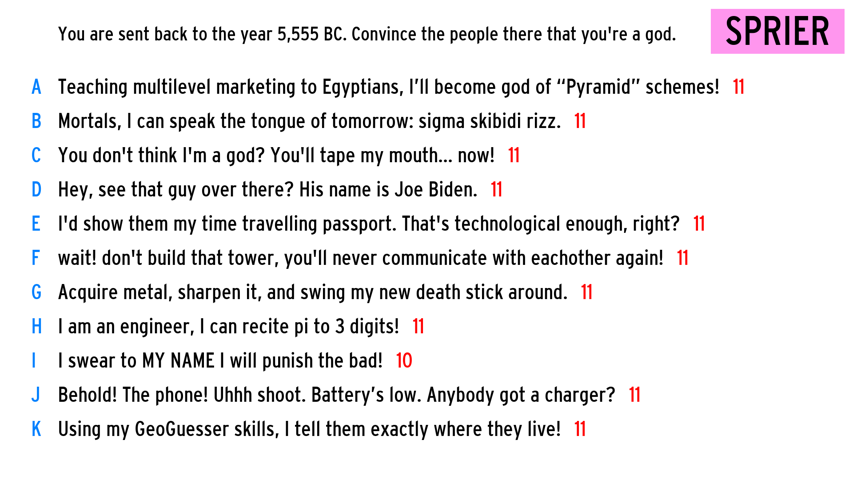 You are sent back to the year 5,555 BC. Convince the people there that you're a god.
SPRIER
A Teaching multilevel marketing to Egyptians, I’ll become god of “Pyramid” schemes! 11
B Mortals, I can speak the tongue of tomorrow: sigma skibidi rizz. 11
C You don't think I'm a god? You'll tape my mouth... now! 11
D Hey, see that guy over there? His name is Joe Biden. 11
E I'd show them my time travelling passport. That's technological enough, right? 11
F wait! don't build that tower, you'll never communicate with eachother again! 11
G Acquire metal, sharpen it, and swing my new death stick around. 11
H I am an engineer, I can recite pi to 3 digits! 11
I I swear to MY NAME I will punish the bad! 10
J Behold! The phone! Uhhh shoot. Battery’s low. Anybody got a charger? 11
K Using my GeoGuesser skills, I tell them exactly where they live! 11